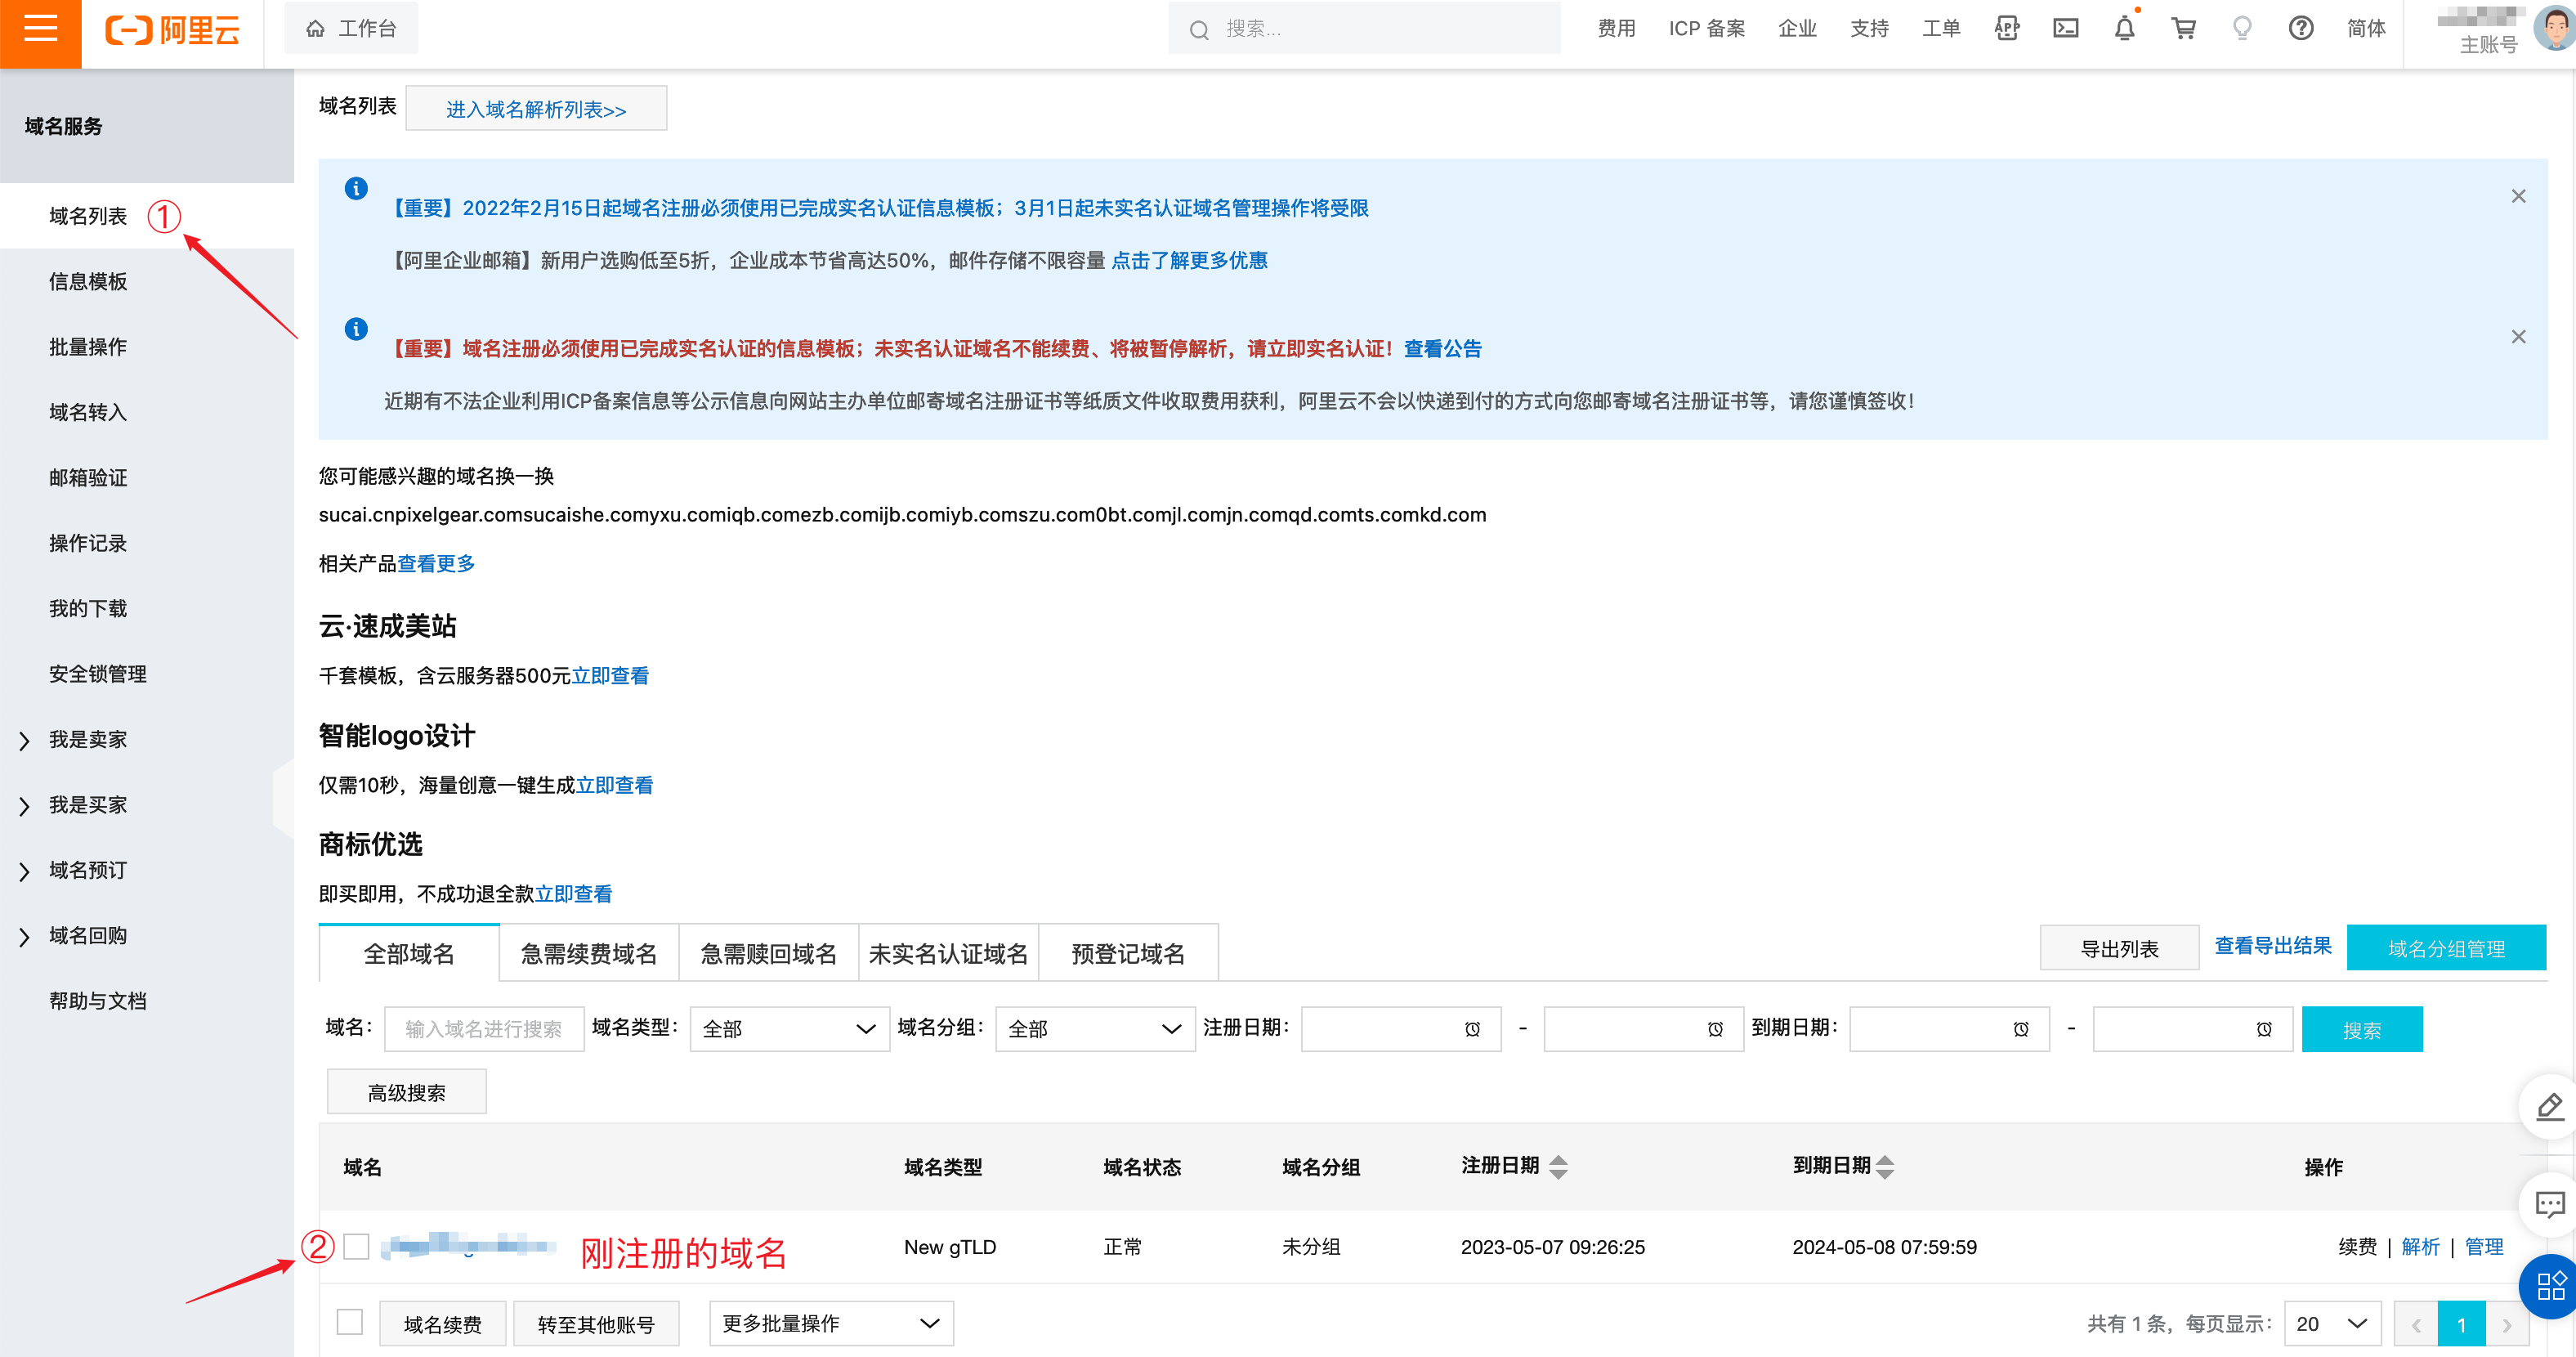 阿里云
工作台
搜索...
费用
ICP 备案
企业
支持
工单
APP
简体
主账号
域名服务
域名列表 ①
信息模板
批量操作
域名转入
邮箱验证
操作记录
我的下载
安全锁管理
我是卖家
我是买家
域名预订
域名回购
帮助与文档
域名列表 进入域名解析列表>>
【重要】2022年2月15日起域名注册必须使用已完成实名认证信息模板；3月1日起未实名认证域名管理操作将受限
【阿里企业邮箱】新用户选购低至5折，企业成本节省高达50%，邮件存储不限容量 点击了解更多优惠
【重要】域名注册必须使用已完成实名认证的信息模板；未实名认证域名不能续费、将被暂停解析，请立即实名认证！查看公告
近期有不法企业利用ICP备案信息等公示信息向网站主办单位邮寄域名注册证书等纸质文件收取费用获利，阿里云不会以快递到付的方式向您邮寄域名注册证书等，请您谨慎签收！
您可能感兴趣的域名换一换
sucai.cnpixelgear.comsucaishe.comyxu.comiqb.comezb.comijb.comiyb.comszu.com0bt.comjl.comjn.comqd.comts.comkd.com
相关产品查看更多
云·速成美站
千套模板，含云服务器500元立即查看
智能logo设计
仅需10秒，海量创意一键生成立即查看
商标优选
即买即用，不成功退全款立即查看
全部域名 急需续费域名 急需赎回域名 未实名认证域名 预登记域名 导出列表 查看导出结果 域名分组管理
域名： 输入域名进行搜索 域名类型： 全部 域名分组： 全部 注册日期： - 到期日期： - 搜索
高级搜索
域名 域名类型 域名状态 域名分组 注册日期 到期日期 操作
② 刚注册的域名 New gTLD 正常 未分组 2023-05-07 09:26:25 2024-05-08 07:59:59 续费 | 解析 | 管理
域名续费 转至其他账号 更多批量操作 共有 1 条，每页显示： 20 1